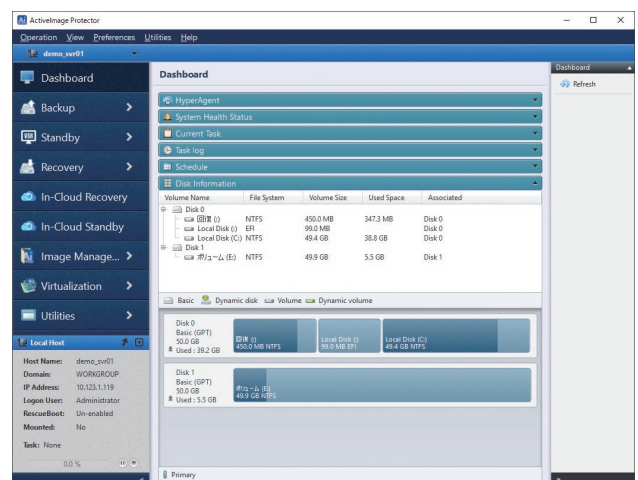 ActiveImage Protector
Operation View Preferences Utilities Help
demo_svr01
Dashboard
Backup
Standby
Recovery
In-Cloud Recovery
In-Cloud Standby
Image Manage...
Virtualization
Utilities
Local Host
Host Name: demo_svr01
Domain: WORKGROUP
IP Address: 10.123.1.119
Logon User: Administrator
RescueBoot: Un-enabled
Mounted: No
Task: None
0.0 %
Dashboard
HyperAgent
System Health Status
Current Task
Task log
Schedule
Disk Information
Volume Name File System Volume Size Used Space Associated
Disk 0
回復 (:) NTFS 450.0 MB 347.3 MB Disk 0
Local Disk (:) EFI 99.0 MB Disk 0
Local Disk (C:) NTFS 49.4 GB 38.8 GB Disk 0
Disk 1
ボリューム (E:) NTFS 49.9 GB 5.5 GB Disk 1
Basic Dynamic disk Volume Dynamic volume
Disk 0
Basic (GPT)
50.0 GB
Used : 39.2 GB
回復 (:)
450.0 MB NTFS
Local Disk (:)
99.0 MB EFI
Local Disk (C:)
49.4 GB NTFS
Disk 1
Basic (GPT)
50.0 GB
Used : 5.5 GB
ボリューム (E:)
49.9 GB NTFS
Primary
Dashboard
Refresh